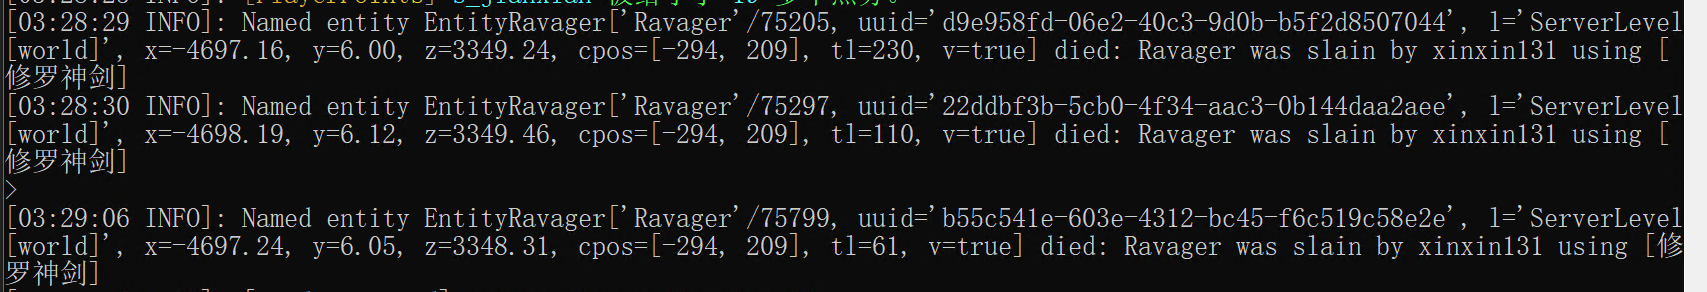 [03:28:29 INFO]: Named entity EntityRavager['Ravager'/75205, uuid='d9e958fd-06e2-40c3-9d0b-b5f2d8507044', l='ServerLevel
[world]', x=-4697.16, y=6.00, z=3349.24, cpos=[-294, 209], tl=230, v=true] died: Ravager was slain by xinxin131 using [
修罗神剑]
[03:28:30 INFO]: Named entity EntityRavager['Ravager'/75297, uuid='22ddbf3b-5cb0-4f34-aac3-0b144daa2aee', l='ServerLevel
[world]', x=-4698.19, y=6.12, z=3349.46, cpos=[-294, 209], tl=110, v=true] died: Ravager was slain by xinxin131 using [
修罗神剑]
>
[03:29:06 INFO]: Named entity EntityRavager['Ravager'/75799, uuid='b55c541e-603e-4312-bc45-f6c519c58e2e', l='ServerLevel
[world]', x=-4697.24, y=6.05, z=3348.31, cpos=[-294, 209], tl=61, v=true] died: Ravager was slain by xinxin131 using [修
罗神剑]